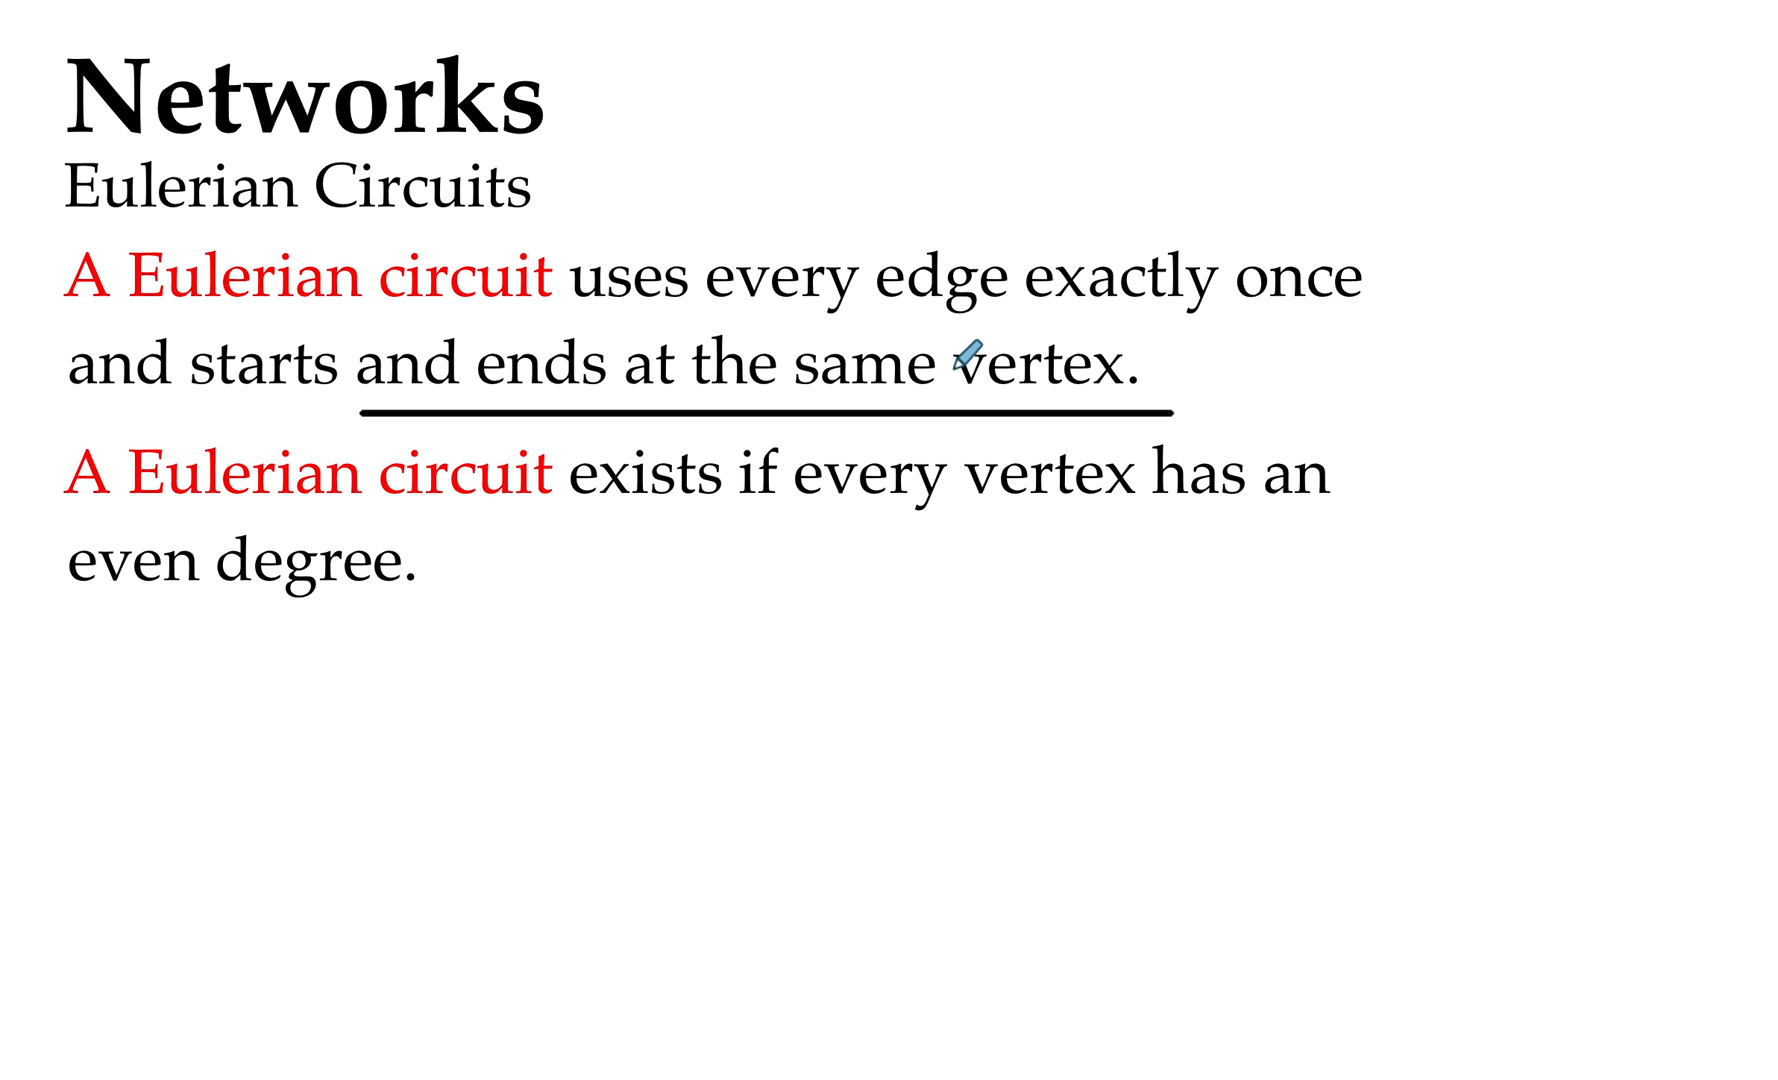 Networks
Eulerian Circuits
A Eulerian circuit uses every edge exactly once
and starts and ends at the same vertex.
A Eulerian circuit exists if every vertex has an
even degree.